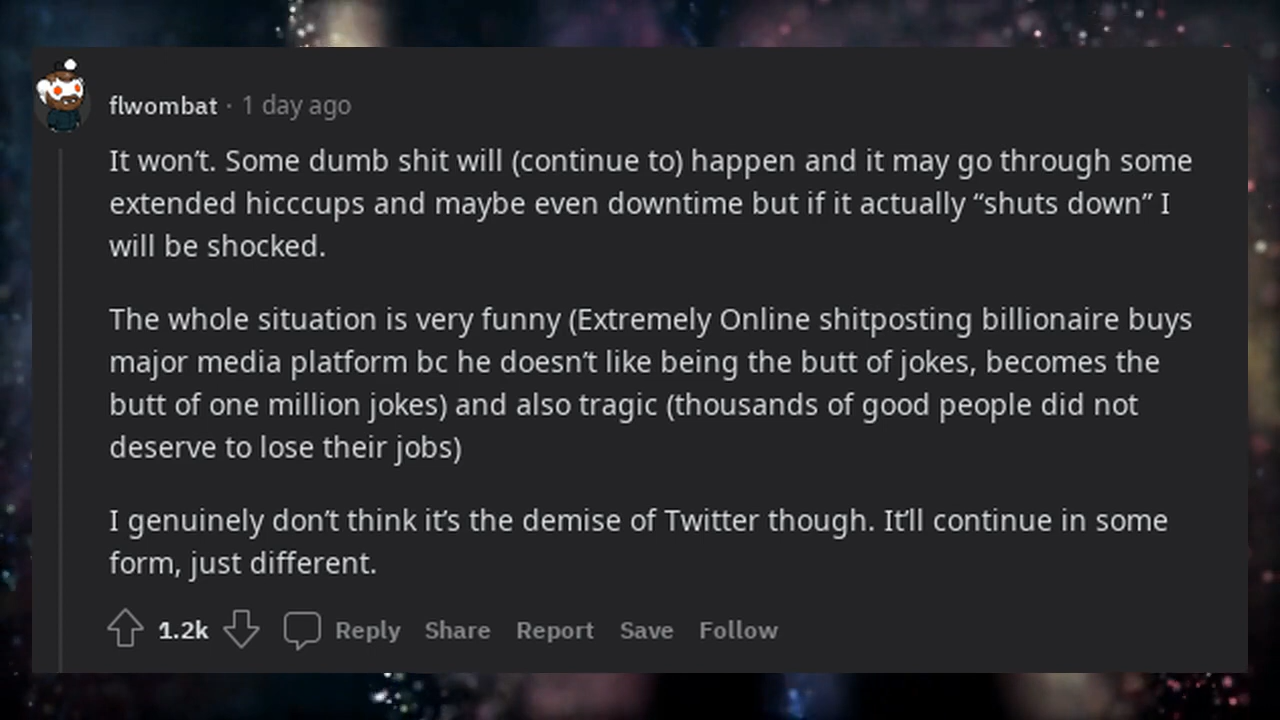 flwombat · 1 day ago
It won't. Some dumb shit will (continue to) happen and it may go through some
extended hicccups and maybe even downtime but if it actually “shuts down” I
will be shocked.
The whole situation is very funny (Extremely Online shitposting billionaire buys
major media platform bc he doesn't like being the butt of jokes, becomes the
butt of one million jokes) and also tragic (thousands of good people did not
deserve to lose their jobs)
I genuinely don't think it's the demise of Twitter though. It'll continue in some
form, just different.
1.2k Reply Share Report Save Follow